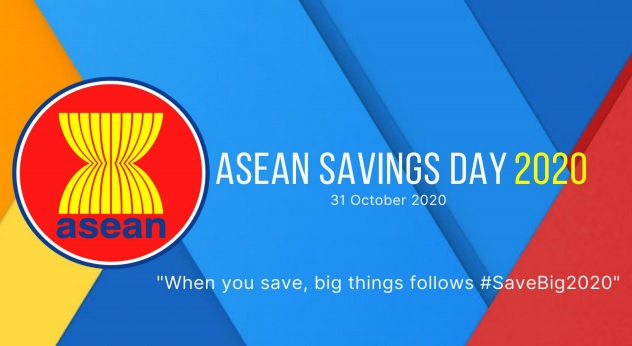 ASEAN SAVINGS DAY 2020
31 October 2020
asean
"When you save, big things follows #SaveBig2020"